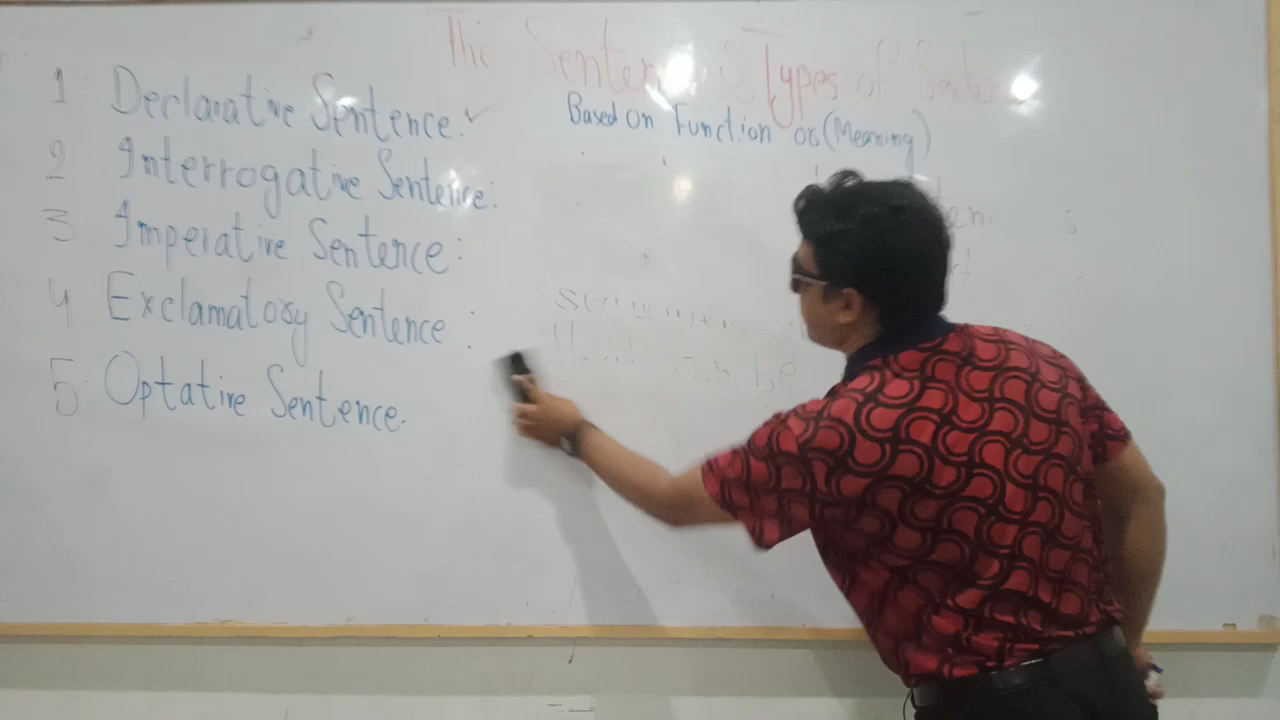 The Sentence & Types of Sentence
Based on Function or (Meaning)
1 Declarative Sentence: ✓
2 Interrogative Sentence:
3 Imperative Sentence:
4 Exclamatory Sentence :
5 Optative Sentence:
be